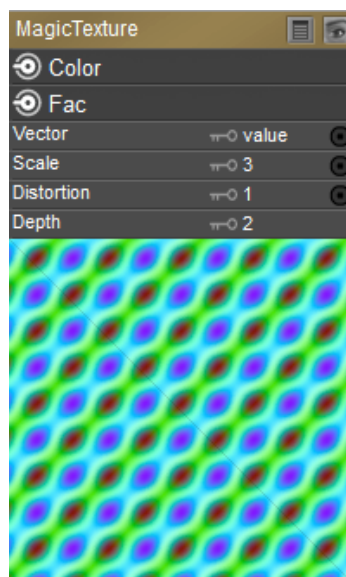 MagicTexture
Color
Fac
Vector value
Scale 3
Distortion 1
Depth 2